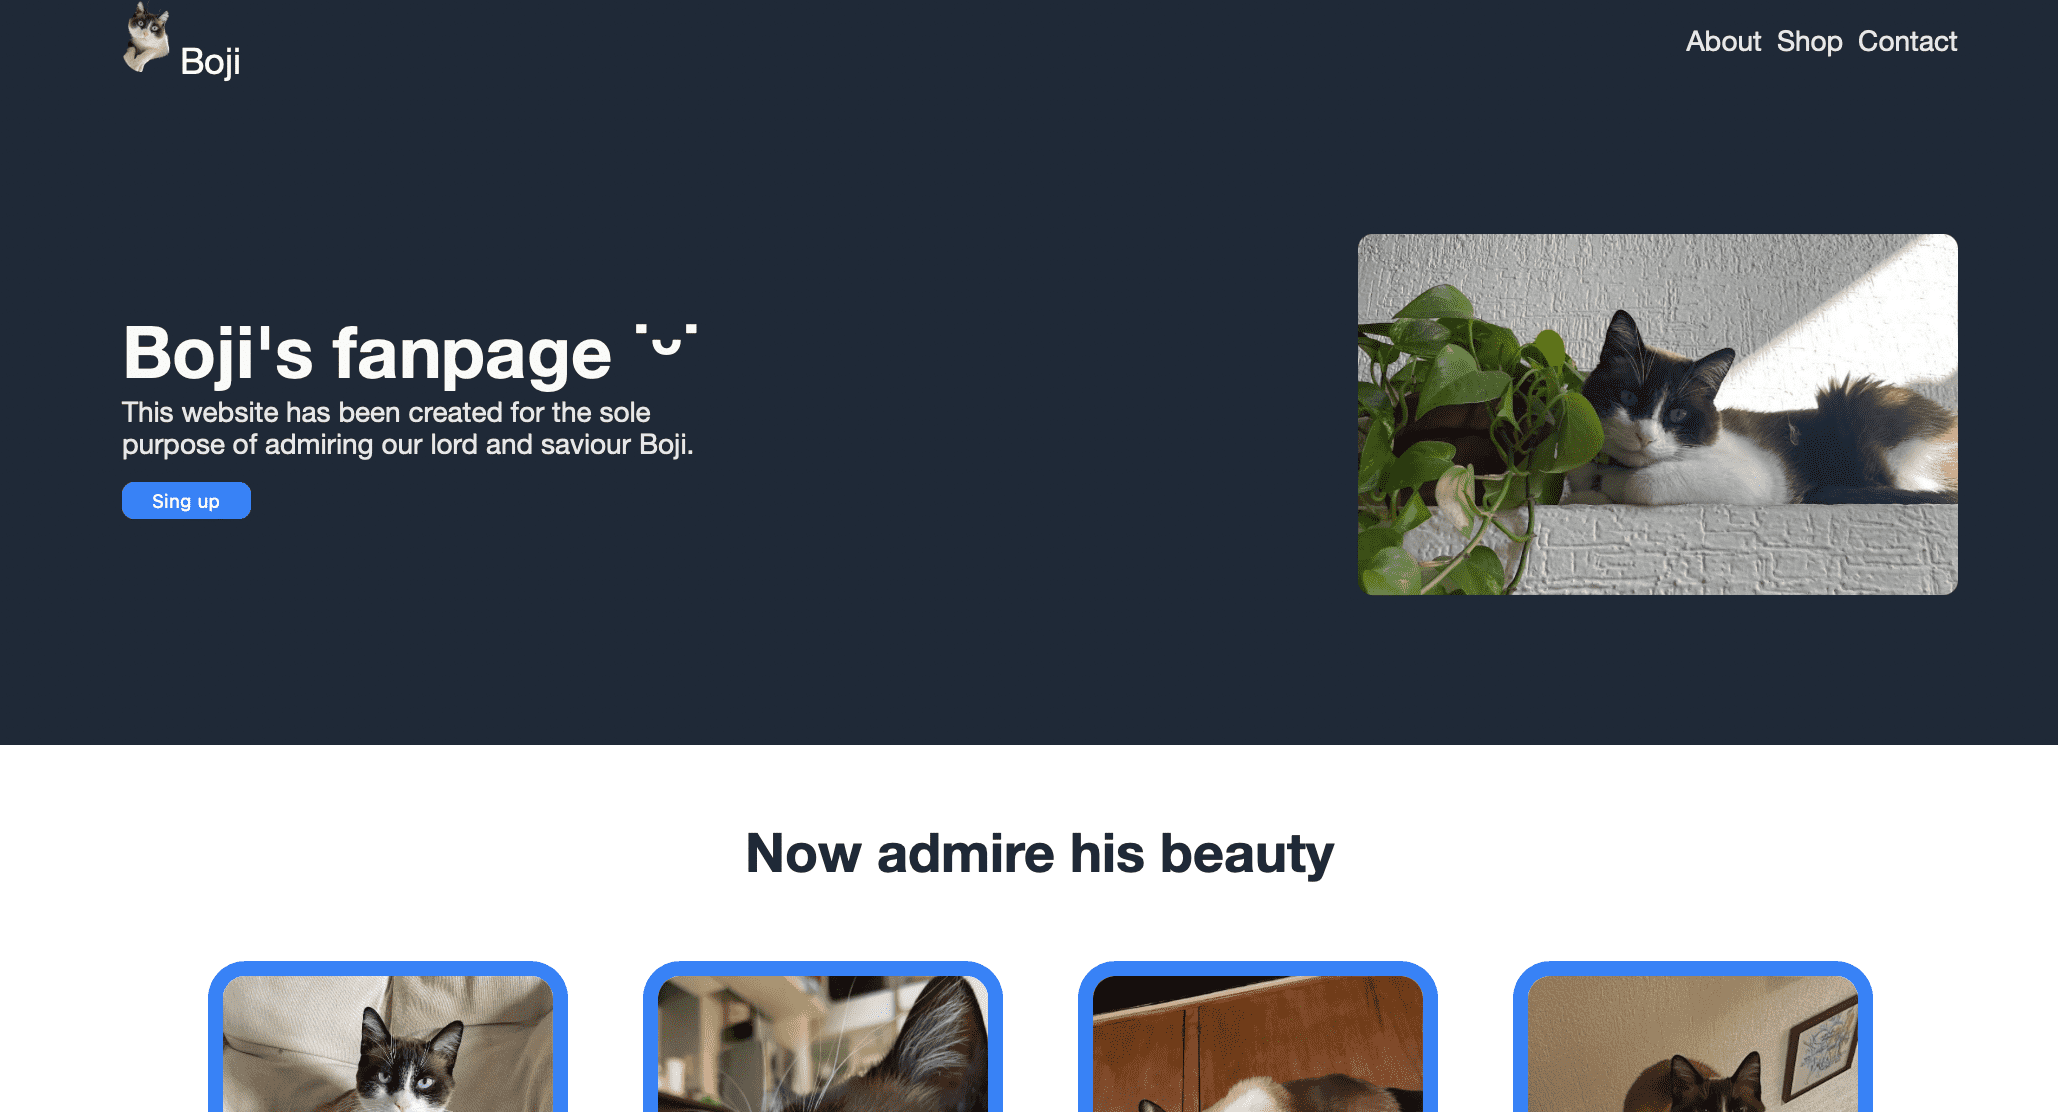 Boji
About Shop Contact
Boji's fanpage ˙ᵕ˙
This website has been created for the sole
purpose of admiring our lord and saviour Boji.
Sing up
Now admire his beauty